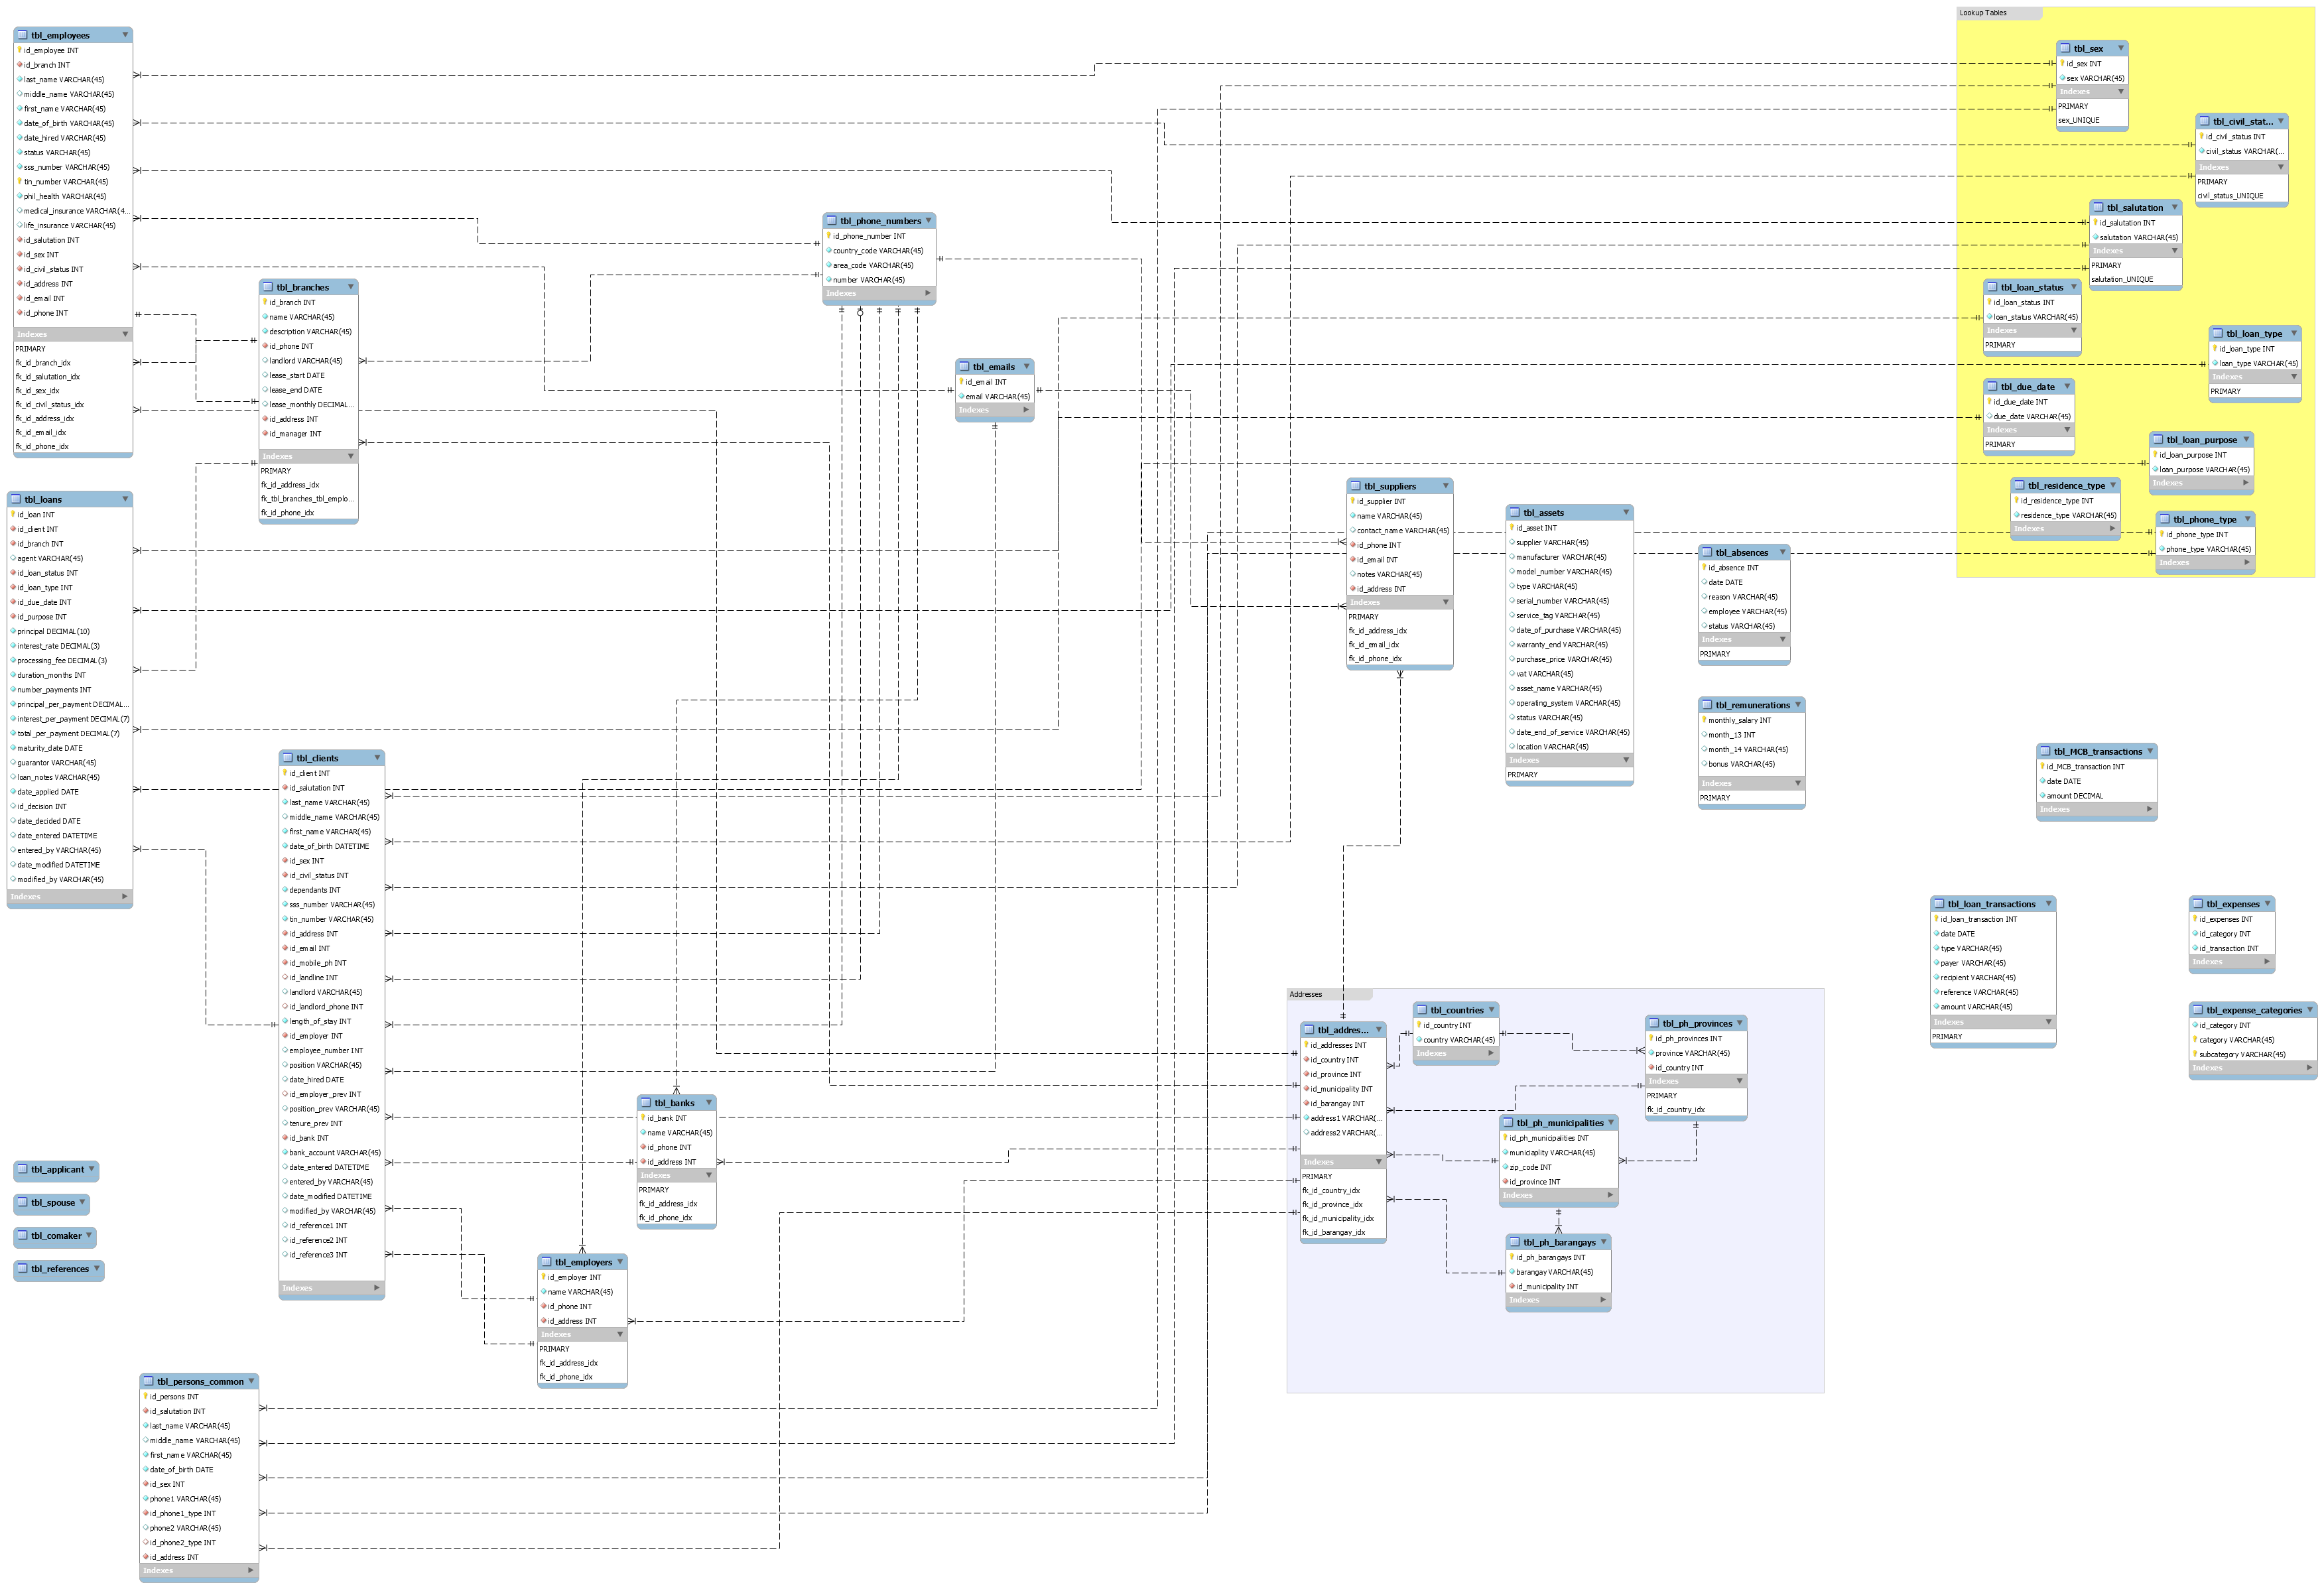 tbl_employees
id_employee INT
id_branch INT
last_name VARCHAR(45)
middle_name VARCHAR(45)
first_name VARCHAR(45)
date_of_birth VARCHAR(45)
date_hired VARCHAR(45)
status VARCHAR(45)
sss_number VARCHAR(45)
tin_number VARCHAR(45)
phil_health VARCHAR(45)
medical_insurance VARCHAR(4...
life_insurance VARCHAR(45)
id_salutation INT
id_sex INT
id_civil_status INT
id_address INT
id_email INT
id_phone INT
Indexes
PRIMARY
fk_id_branch_idx
fk_id_salutation_idx
fk_id_sex_idx
fk_id_civil_status_idx
fk_id_address_idx
fk_id_email_idx
fk_id_phone_idx
tbl_branches
id_branch INT
name VARCHAR(45)
description VARCHAR(45)
id_phone INT
landlord VARCHAR(45)
lease_start DATE
lease_end DATE
lease_monthly DECIMAL...
id_address INT
id_manager INT
Indexes
PRIMARY
fk_id_address_idx
fk_tbl_branches_tbl_emplo...
fk_id_phone_idx
tbl_phone_numbers
id_phone_number INT
country_code VARCHAR(45)
area_code VARCHAR(45)
number VARCHAR(45)
Indexes
tbl_emails
id_email INT
email VARCHAR(45)
Indexes
Lookup Tables
tbl_sex
id_sex INT
sex VARCHAR(45)
Indexes
PRIMARY
sex_UNIQUE
tbl_civil_stat...
id_civil_status INT
civil_status VARCHAR(...
Indexes
PRIMARY
civil_status_UNIQUE
tbl_salutation
id_salutation INT
salutation VARCHAR(45)
Indexes
PRIMARY
salutation_UNIQUE
tbl_loan_status
id_loan_status INT
loan_status VARCHAR(45)
Indexes
PRIMARY
tbl_loan_type
id_loan_type INT
loan_type VARCHAR(45)
Indexes
PRIMARY
tbl_due_date
id_due_date INT
due_date VARCHAR(45)
Indexes
PRIMARY
tbl_loan_purpose
id_loan_purpose INT
loan_purpose VARCHAR(45)
Indexes
tbl_residence_type
id_residence_type INT
residence_type VARCHAR(45)
Indexes
tbl_phone_type
id_phone_type INT
phone_type VARCHAR(45)
Indexes
tbl_loans
id_loan INT
id_client INT
id_branch INT
agent VARCHAR(45)
id_loan_status INT
id_loan_type INT
id_due_date INT
id_purpose INT
principal DECIMAL(10)
interest_rate DECIMAL(3)
processing_fee DECIMAL(3)
duration_months INT
number_payments INT
principal_per_payment DECIMAL...
interest_per_payment DECIMAL(7)
total_per_payment DECIMAL(7)
maturity_date DATE
guarantor VARCHAR(45)
loan_notes VARCHAR(45)
date_applied DATE
id_decision INT
date_decided DATE
date_entered DATETIME
entered_by VARCHAR(45)
date_modified DATETIME
modified_by VARCHAR(45)
Indexes
tbl_suppliers
id_supplier INT
name VARCHAR(45)
contact_name VARCHAR(45)
id_phone INT
id_email INT
notes VARCHAR(45)
id_address INT
Indexes
PRIMARY
fk_id_address_idx
fk_id_email_idx
fk_id_phone_idx
tbl_assets
id_asset INT
supplier VARCHAR(45)
manufacturer VARCHAR(45)
model_number VARCHAR(45)
type VARCHAR(45)
serial_number VARCHAR(45)
service_tag VARCHAR(45)
date_of_purchase VARCHAR(45)
warranty_end VARCHAR(45)
purchase_price VARCHAR(45)
vat VARCHAR(45)
asset_name VARCHAR(45)
operating_system VARCHAR(45)
status VARCHAR(45)
date_end_of_service VARCHAR(45)
location VARCHAR(45)
Indexes
PRIMARY
tbl_absences
id_absence INT
date DATE
reason VARCHAR(45)
employee VARCHAR(45)
status VARCHAR(45)
Indexes
PRIMARY
tbl_remunerations
monthly_salary INT
month_13 INT
month_14 VARCHAR(45)
bonus VARCHAR(45)
Indexes
PRIMARY
tbl_MCB_transactions
id_MCB_transaction INT
date DATE
amount DECIMAL
Indexes
tbl_clients
id_client INT
id_salutation INT
last_name VARCHAR(45)
middle_name VARCHAR(45)
first_name VARCHAR(45)
date_of_birth DATETIME
id_sex INT
id_civil_status INT
dependants INT
sss_number VARCHAR(45)
tin_number VARCHAR(45)
id_address INT
id_email INT
id_mobile_ph INT
id_landline INT
landlord VARCHAR(45)
id_landlord_phone INT
length_of_stay INT
id_employer INT
employee_number INT
position VARCHAR(45)
date_hired DATE
id_employer_prev INT
position_prev VARCHAR(45)
tenure_prev INT
id_bank INT
bank_account VARCHAR(45)
date_entered DATETIME
entered_by VARCHAR(45)
date_modified DATETIME
modified_by VARCHAR(45)
id_reference1 INT
id_reference2 INT
id_reference3 INT
Indexes
tbl_loan_transactions
id_loan_transaction INT
date DATE
type VARCHAR(45)
payer VARCHAR(45)
recipient VARCHAR(45)
reference VARCHAR(45)
amount VARCHAR(45)
Indexes
PRIMARY
tbl_expenses
id_expenses INT
id_category INT
id_transaction INT
Indexes
tbl_expense_categories
id_category INT
category VARCHAR(45)
subcategory VARCHAR(45)
Indexes
Addresses
tbl_addres...
id_addresses INT
id_country INT
id_province INT
id_municipality INT
id_barangay INT
address1 VARCHAR(...
address2 VARCHAR(...
Indexes
PRIMARY
fk_id_country_idx
fk_id_province_idx
fk_id_municipality_idx
fk_id_barangay_idx
tbl_countries
id_country INT
country VARCHAR(45)
Indexes
tbl_ph_provinces
id_ph_provinces INT
province VARCHAR(45)
id_country INT
Indexes
PRIMARY
fk_id_country_idx
tbl_ph_municipalities
id_ph_municipalities INT
municiaplity VARCHAR(45)
zip_code INT
id_province INT
Indexes
tbl_ph_barangays
id_ph_barangays INT
barangay VARCHAR(45)
id_municipality INT
Indexes
tbl_banks
id_bank INT
name VARCHAR(45)
id_phone INT
id_address INT
Indexes
PRIMARY
fk_id_address_idx
fk_id_phone_idx
tbl_applicant
tbl_spouse
tbl_comaker
tbl_references
tbl_employers
id_employer INT
name VARCHAR(45)
id_phone INT
id_address INT
Indexes
PRIMARY
fk_id_address_idx
fk_id_phone_idx
tbl_persons_common
id_persons INT
id_salutation INT
last_name VARCHAR(45)
middle_name VARCHAR(45)
first_name VARCHAR(45)
date_of_birth DATE
id_sex INT
phone1 VARCHAR(45)
id_phone1_type INT
phone2 VARCHAR(45)
id_phone2_type INT
id_address INT
Indexes